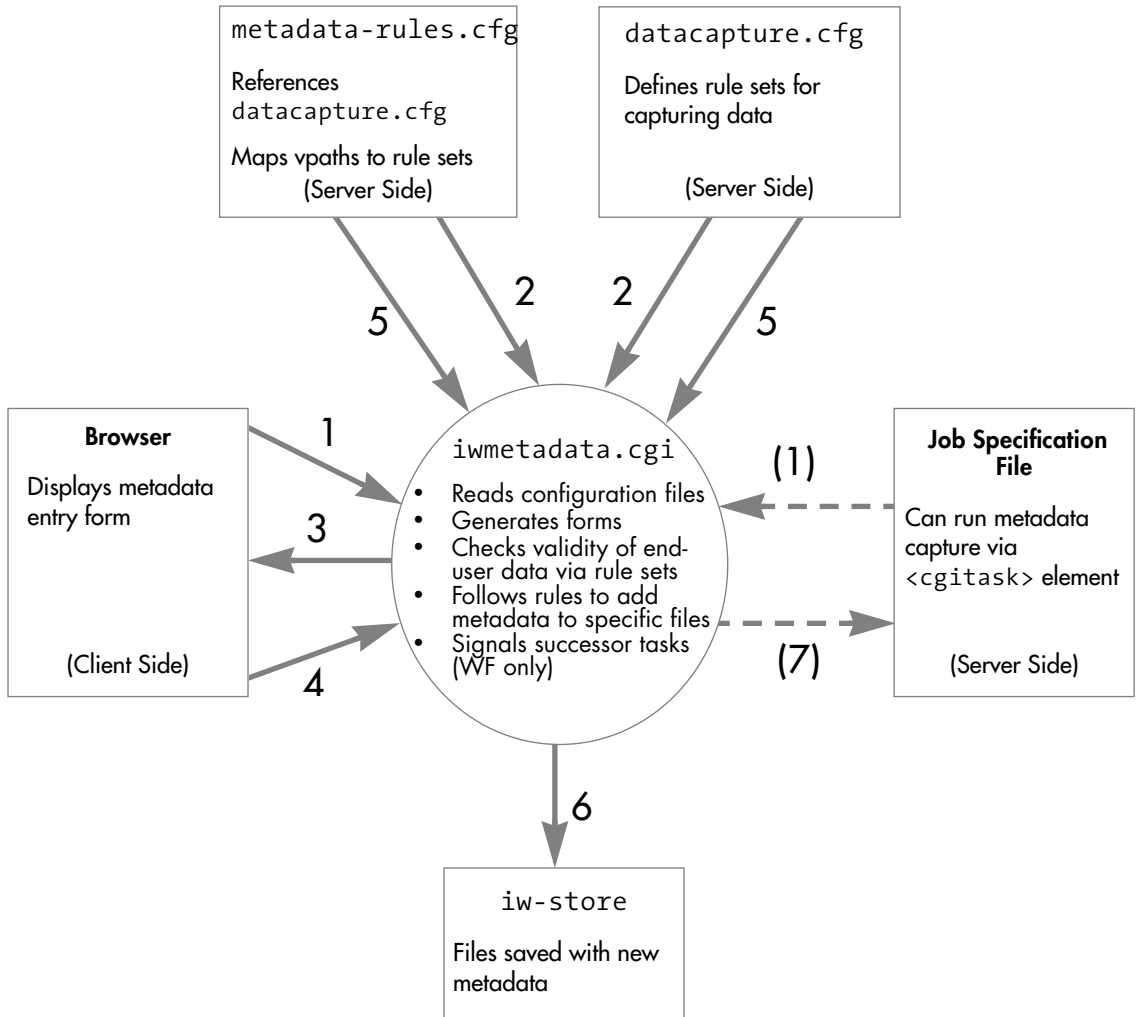 metadata-rules.cfg
References
datacapture.cfg
Maps vpaths to rule sets
(Server Side)
datacapture.cfg
Defines rule sets for
capturing data
(Server Side)
5
2
2
5
Browser
Displays metadata
entry form
(Client Side)
1
3
4
iwmetadata.cgi
• Reads configuration files
• Generates forms
• Checks validity of end-
user data via rule sets
• Follows rules to add
metadata to specific files
• Signals successor tasks
(WF only)
(1)
(7)
Job Specification
File
Can run metadata
capture via
<cgitask> element
(Server Side)
6
iw-store
Files saved with new
metadata